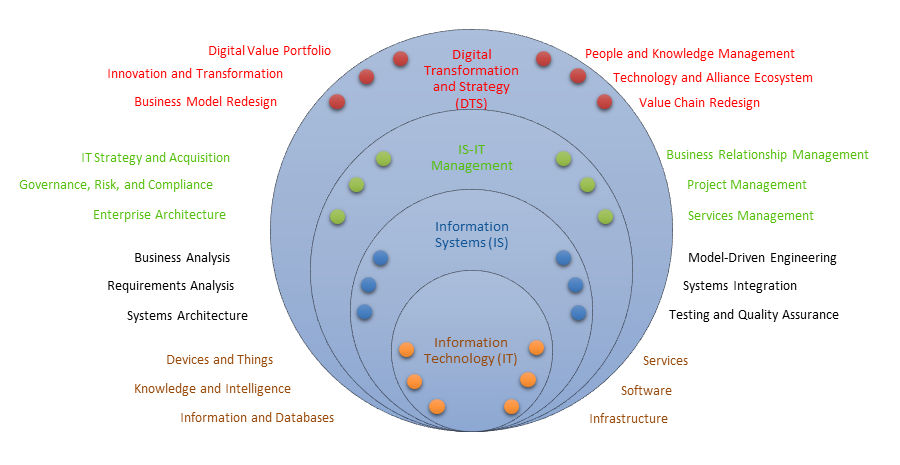 Digital Value Portfolio
Innovation and Transformation
Business Model Redesign
Digital
Transformation
and Strategy
(DTS)
People and Knowledge Management
Technology and Alliance Ecosystem
Value Chain Redesign
IT Strategy and Acquisition
Governance, Risk, and Compliance
Enterprise Architecture
IS-IT
Management
Business Relationship Management
Project Management
Services Management
Business Analysis
Requirements Analysis
Systems Architecture
Information
Systems (IS)
Model-Driven Engineering
Systems Integration
Testing and Quality Assurance
Devices and Things
Knowledge and Intelligence
Information and Databases
Information
Technology (IT)
Services
Software
Infrastructure